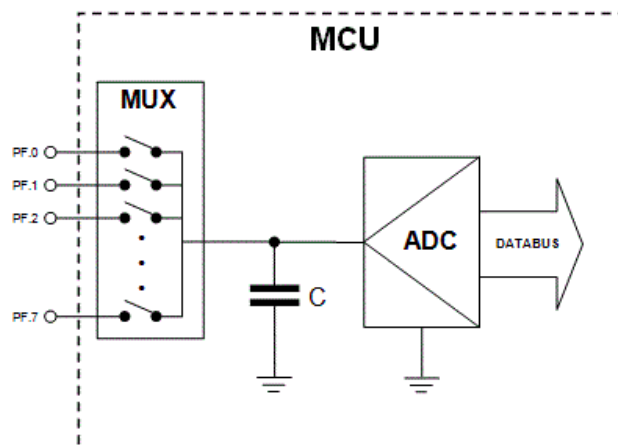 MCU
MUX
PF.0
PF.1
PF.2
PF.7
C
ADC
DATABUS